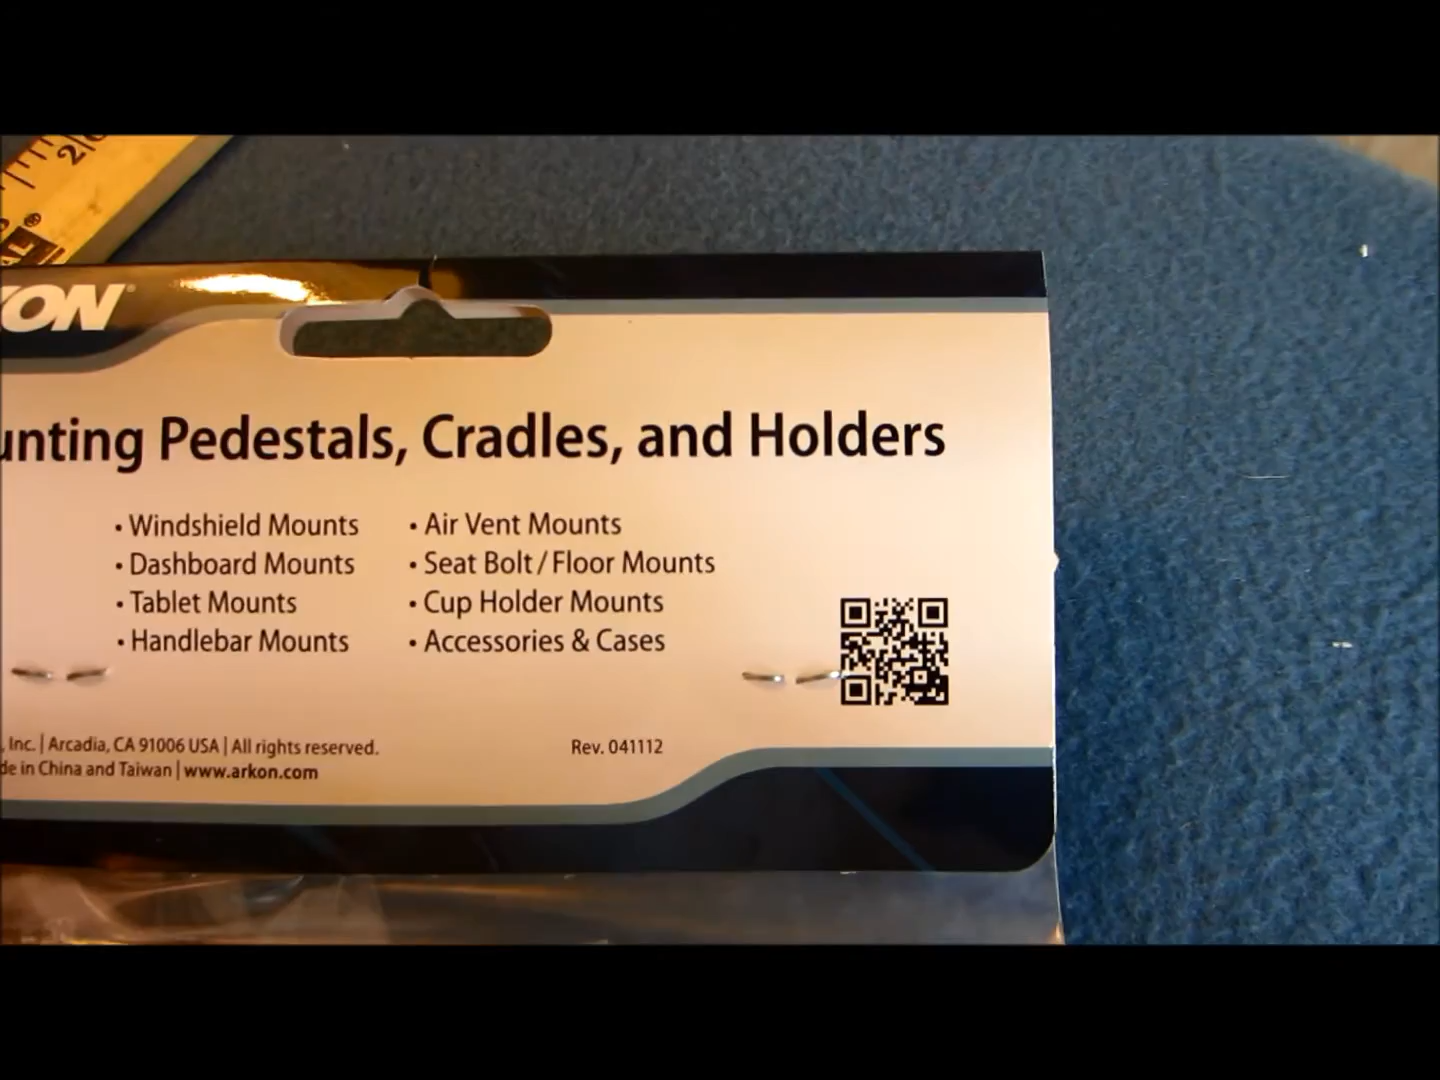 KON®
unting Pedestals, Cradles, and Holders
• Windshield Mounts
• Dashboard Mounts
• Tablet Mounts
• Handlebar Mounts
• Air Vent Mounts
• Seat Bolt / Floor Mounts
• Cup Holder Mounts
• Accessories & Cases
, Inc. | Arcadia, CA 91006 USA | All rights reserved.
de in China and Taiwan | www.arkon.com
Rev. 041112